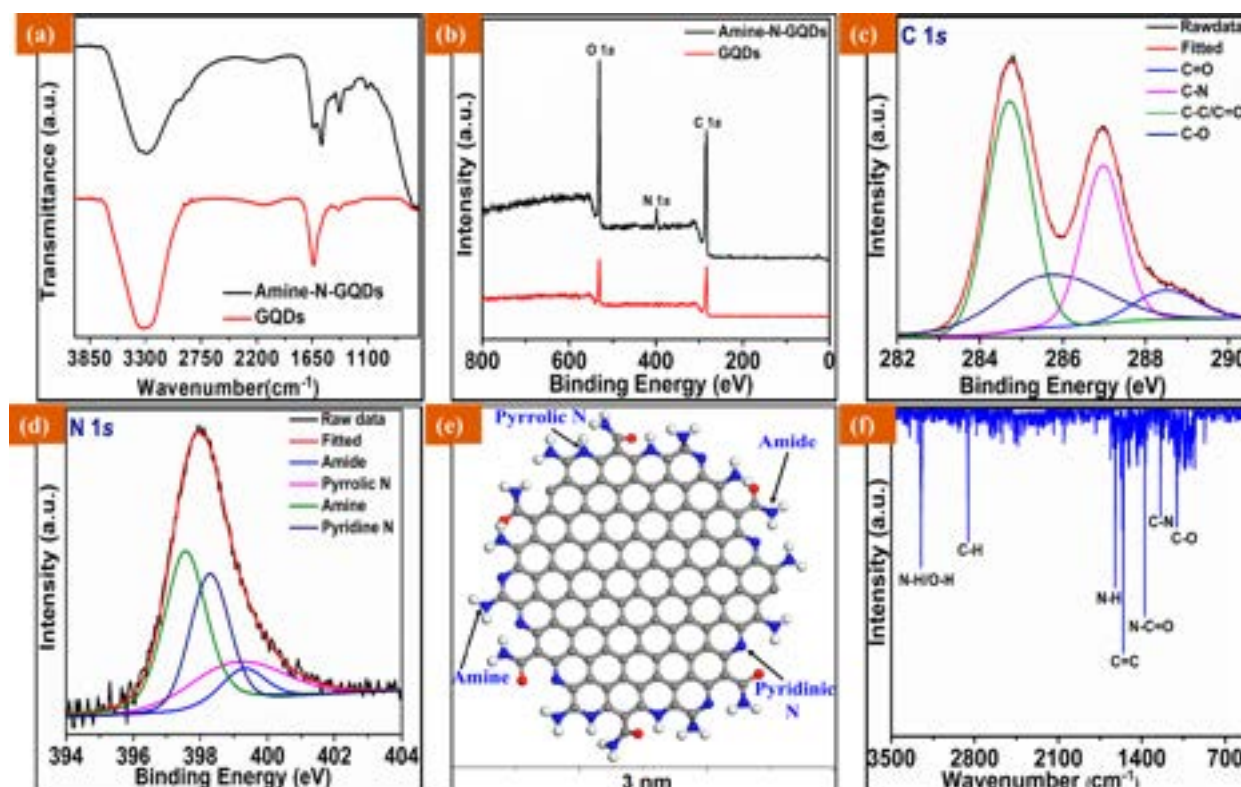 (a)
Transmittance (a.u.)
Amine-N-GQDs
GQDs
3850 3300 2750 2200 1650 1100
Wavenumber(cm-1)
(b)
Intensity (a.u.)
Amine-N-GQDs
GQDs
O 1s
N 1s
C 1s
800 600 400 200 0
Binding Energy (eV)
(c)
C 1s
Intensity (a.u.)
Rawdata
Fitted
C=O
C-N
C-C/C=C
C-O
282 284 286 288 290
Binding Energy (eV)
(d)
N 1s
Intensity (a.u.)
Raw data
Fitted
Amide
Pyrrolic N
Amine
Pyridine N
394 396 398 400 402 404
Binding Energy (eV)
(e)
Pyrrolic N
Amide
Amine
Pyridinic
N
3 nm
(f)
Intensity (a.u.)
N-H/O-H
C-H
N-H
C=C
N-C=O
C-N
C-O
3500 2800 2100 1400 700
Wavenumber (cm-1)